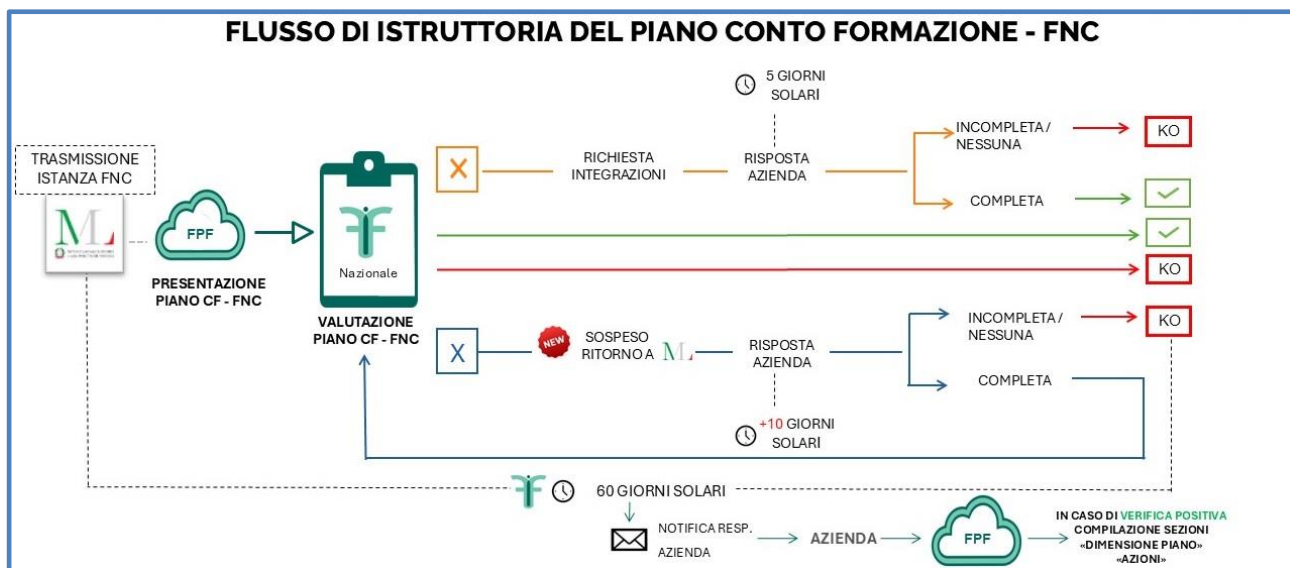 FLUSSO DI ISTRUTTORIA DEL PIANO CONTO FORMAZIONE - FNC
5 GIORNI
SOLARI
TRASMISSIONE
ISTANZA FNC
X
RICHIESTA
INTEGRAZIONI
RISPOSTA
AZIENDA
INCOMPLETA /
NESSUNA
KO
COMPLETA
ML
FPF
PRESENTAZIONE
PIANO CF - FNC
Nazionale
VALUTAZIONE
PIANO CF - FNC
KO
X
NEW
SOSPESO
RITORNO A ML
RISPOSTA
AZIENDA
INCOMPLETA /
NESSUNA
KO
COMPLETA
+10 GIORNI
SOLARI
60 GIORNI SOLARI
NOTIFICA RESP.
AZIENDA
AZIENDA
FPF
IN CASO DI VERIFICA POSITIVA
COMPILAZIONE SEZIONI
«DIMENSIONE PIANO»
«AZIONI»